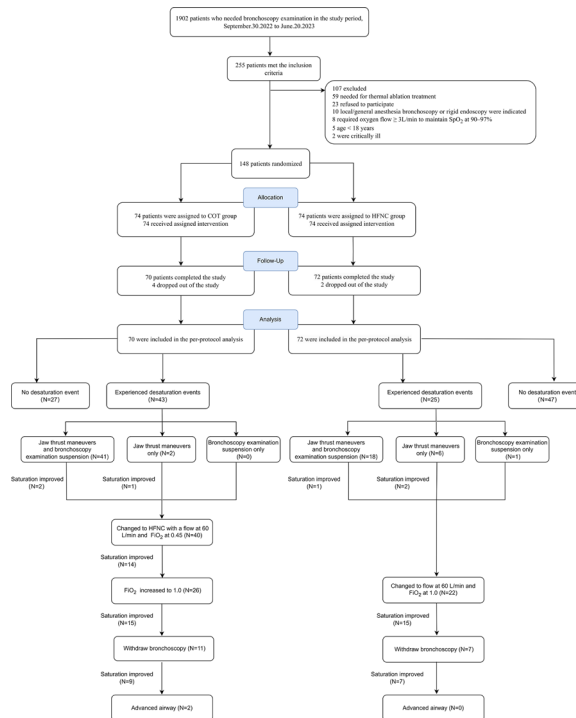 1902 patients who needed bronchoscopy examination in the study period,
September.30.2022 to June.20.2023
255 patients met the inclusion
criteria
107 excluded
59 needed for thermal ablation treatment
23 refused to participate
10 local/general anesthesia bronchoscopy or rigid endoscopy were indicated
8 required oxygen flow ≥ 3L/min to maintain SpO2 at 90–97%
5 age < 18 years
2 were critically ill
148 patients randomized
Allocation
74 patients were assigned to COT group
74 received assigned intervention
74 patients were assigned to HFNC group
74 received assigned intervention
Follow-Up
70 patients completed the study
4 dropped out of the study
72 patients completed the study
2 dropped out of the study
Analysis
70 were included in the per-protocol analysis
72 were included in the per-protocol analysis
No desaturation event
(N=27)
Experienced desaturation events
(N=43)
Experienced desaturation events
(N=25)
No desaturation event
(N=47)
Jaw thrust maneuvers
and bronchoscopy
examination suspension (N=41)
Jaw thrust maneuvers
only (N=2)
Bronchoscopy examination
suspension only
(N=0)
Jaw thrust maneuvers
and bronchoscopy
examination suspension (N=18)
Jaw thrust maneuvers
only (N=6)
Bronchoscopy examination
suspension only
(N=1)
Saturation improved
(N=2)
Saturation improved
(N=1)
Saturation improved
(N=1)
Saturation improved
(N=2)
Changed to HFNC with a flow at 60
L/min and FiO2 at 0.45 (N=40)
Saturation improved
(N=14)
FiO2 increased to 1.0 (N=26)
Changed to flow at 60 L/min and
FiO2 at 1.0 (N=22)
Saturation improved
(N=15)
Saturation improved
(N=15)
Withdraw bronchoscopy (N=11)
Withdraw bronchoscopy (N=7)
Saturation improved
(N=9)
Saturation improved
(N=7)
Advanced airway (N=2)
Advanced airway (N=0)